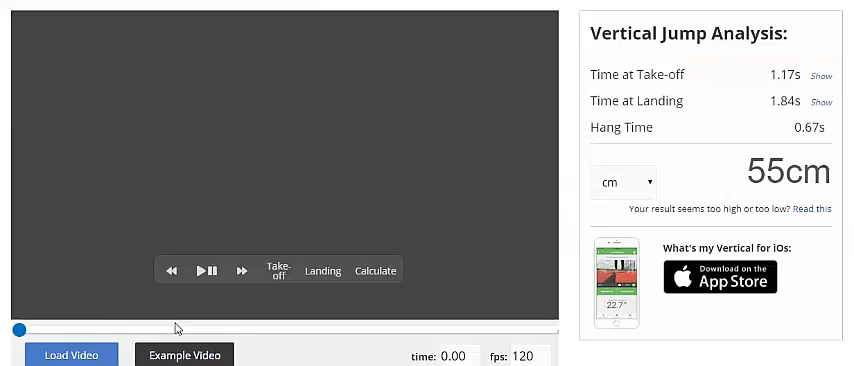 Vertical Jump Analysis:
Time at Take-off 1.17s Show
Time at Landing 1.84s Show
Hang Time 0.67s
cm 55cm
Your result seems too high or too low? Read this
What's my Vertical for iOs:
Download on the
App Store
22.7"
Take-off Landing Calculate
Load Video Example Video time: 0.00 fps: 120